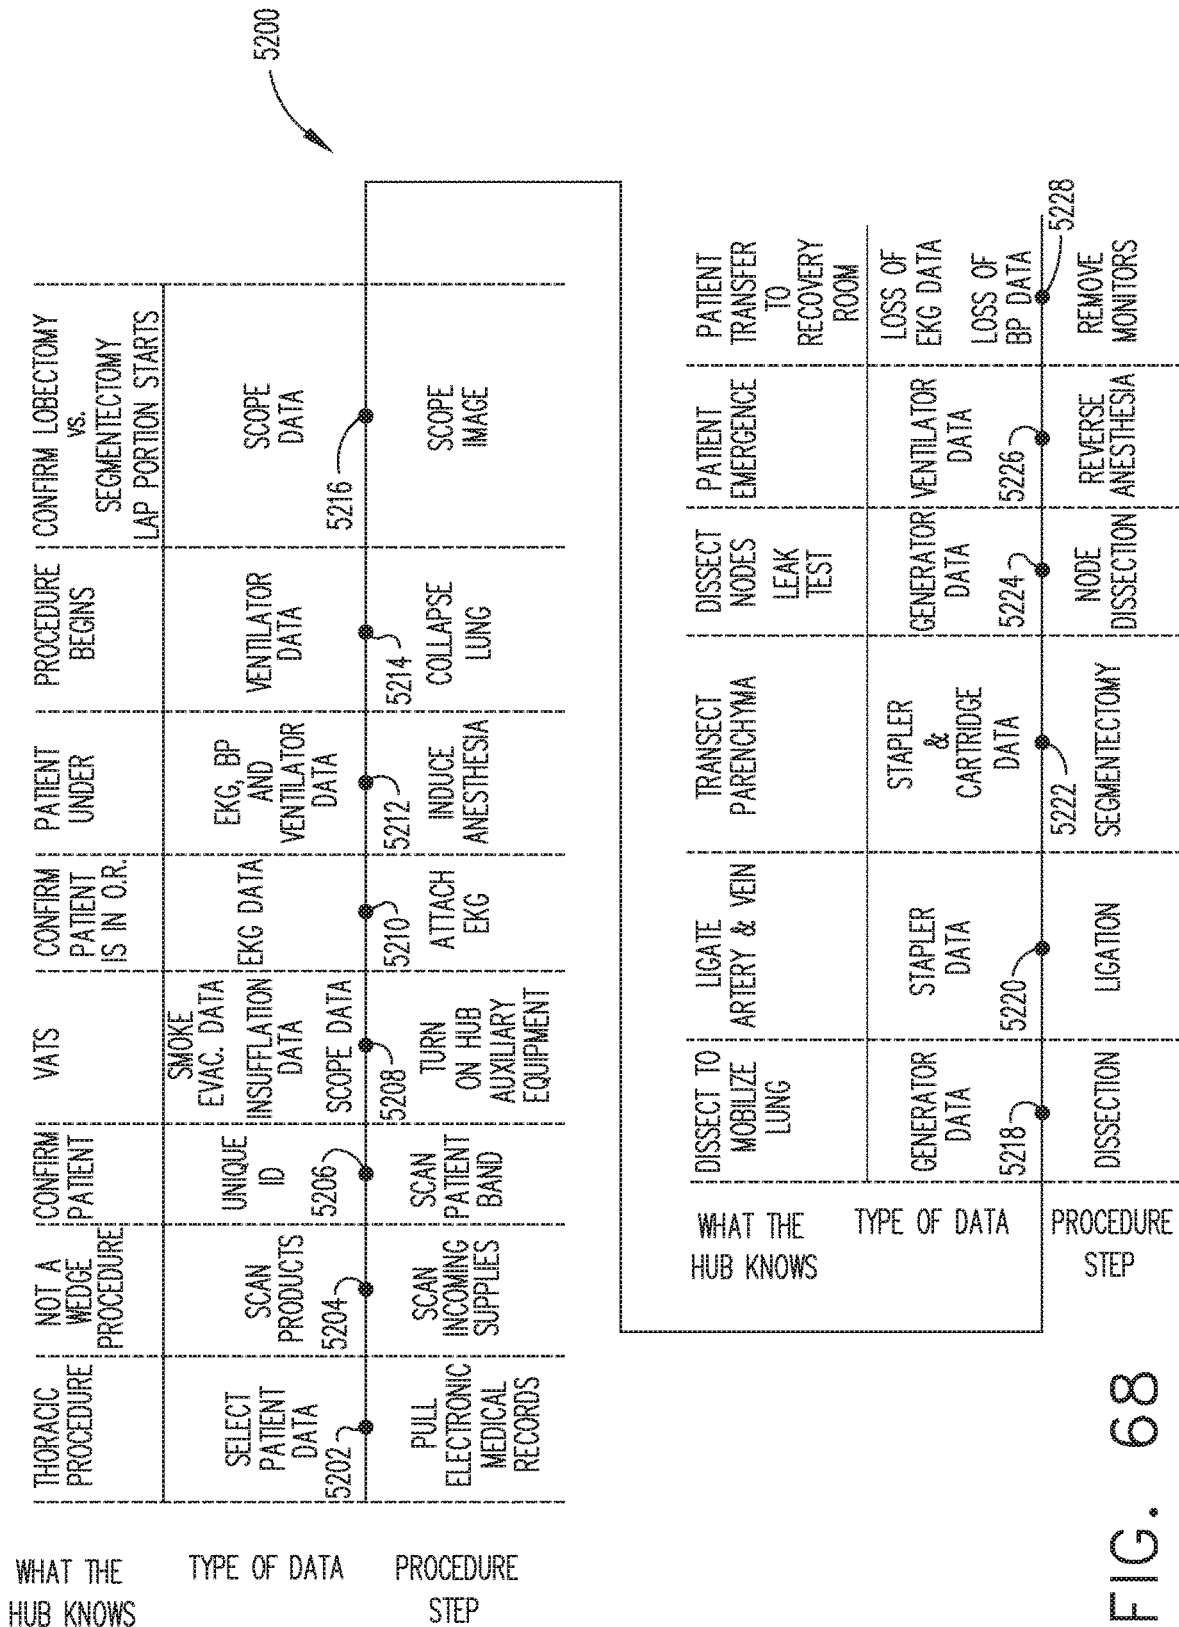 5200
WHAT THE
HUB KNOWS
THORACIC
PROCEDURE
NOT A
WEDGE
PROCEDURE
CONFIRM
PATIENT
VATS
CONFIRM
PATIENT
IS IN O.R.
PATIENT
UNDER
PROCEDURE
BEGINS
CONFIRM LOBECTOMY
VS.
SEGMENTECTOMY
LAP PORTION STARTS
TYPE OF DATA
SELECT
PATIENT
DATA
5202
SCAN
PRODUCTS
5204
UNIQUE
ID
5206
SMOKE
EVAC. DATA
INSUFFLATION
DATA
SCOPE DATA
5208
EKG DATA
5210
EKG, BP
AND
VENTILATOR
DATA
5212
VENTILATOR
DATA
5214
SCOPE
DATA
5216
PROCEDURE
STEP
PULL
ELECTRONIC
MEDICAL
RECORDS
SCAN
INCOMING
SUPPLIES
SCAN
PATIENT
BAND
TURN
ON HUB
AUXILIARY
EQUIPMENT
ATTACH
EKG
INDUCE
ANESTHESIA
COLLAPSE
LUNG
SCOPE
IMAGE
WHAT THE
HUB KNOWS
DISSECT TO
MOBILIZE
LUNG
LIGATE
ARTERY & VEIN
TRANSECT
PARENCHYMA
DISSECT
NODES
LEAK
TEST
PATIENT
EMERGENCE
PATIENT
TRANSFER
TO
RECOVERY
ROOM
TYPE OF DATA
GENERATOR
DATA
5218
STAPLER
DATA
5220
STAPLER
&
CARTRIDGE
DATA
5222
GENERATOR
DATA
5224
VENTILATOR
DATA
5226
LOSS OF
EKG DATA
LOSS OF
BP DATA
5228
PROCEDURE
STEP
DISSECTION
LIGATION
SEGMENTECTOMY
NODE
DISSECTION
REVERSE
ANESTHESIA
REMOVE
MONITORS
FIG. 68